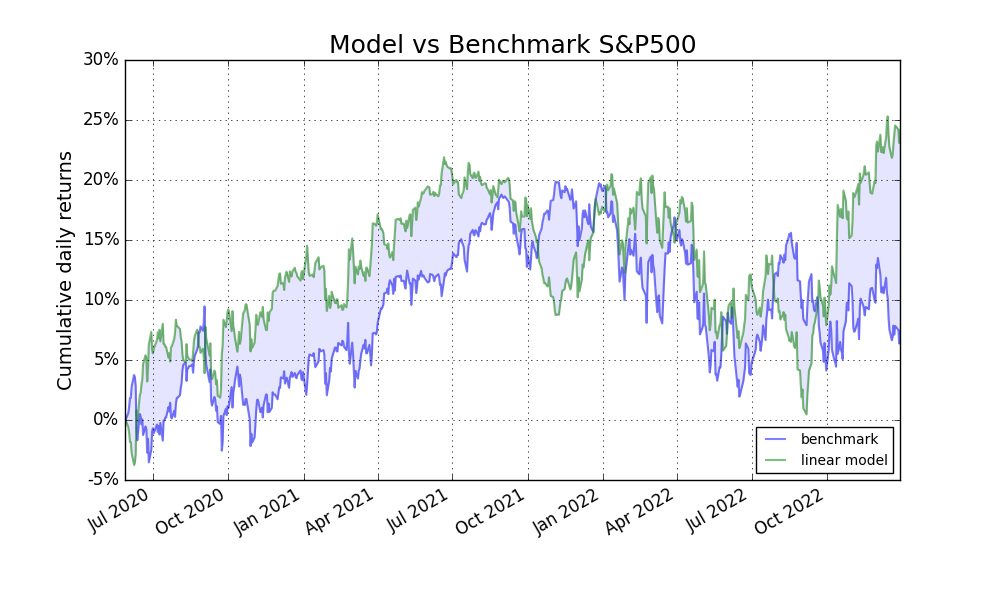 Model vs Benchmark S&P500
Cumulative daily returns
30%
25%
20%
15%
10%
5%
0%
-5%
Jul 2020
Oct 2020
Jan 2021
Apr 2021
Jul 2021
Oct 2021
Jan 2022
Apr 2022
Jul 2022
Oct 2022
benchmark
linear model